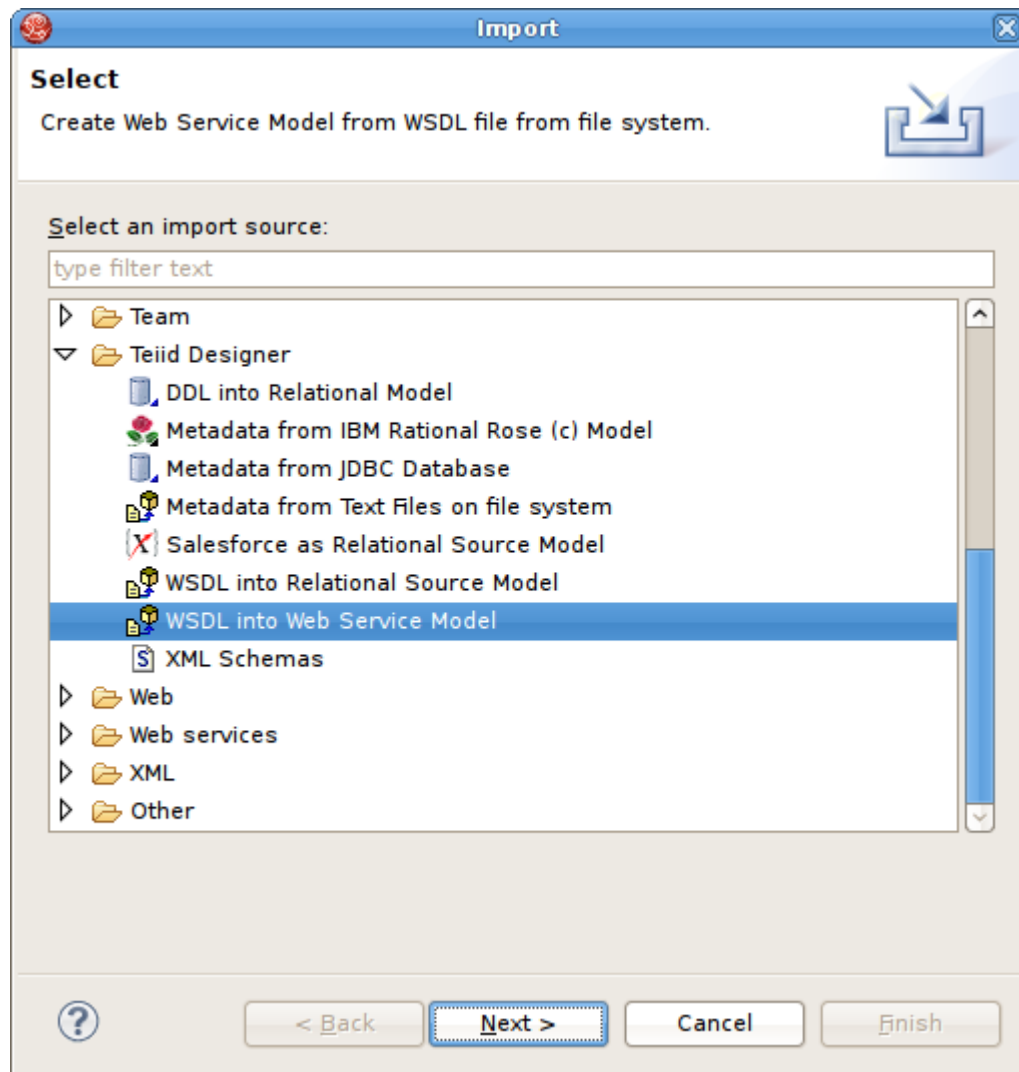 Import
Select
Create Web Service Model from WSDL file from file system.
Select an import source:
type filter text
Team
Teiid Designer
DDL into Relational Model
Metadata from IBM Rational Rose (c) Model
Metadata from JDBC Database
Metadata from Text Files on file system
Salesforce as Relational Source Model
WSDL into Relational Source Model
WSDL into Web Service Model
XML Schemas
Web
Web services
XML
Other
< Back Next > Cancel Finish